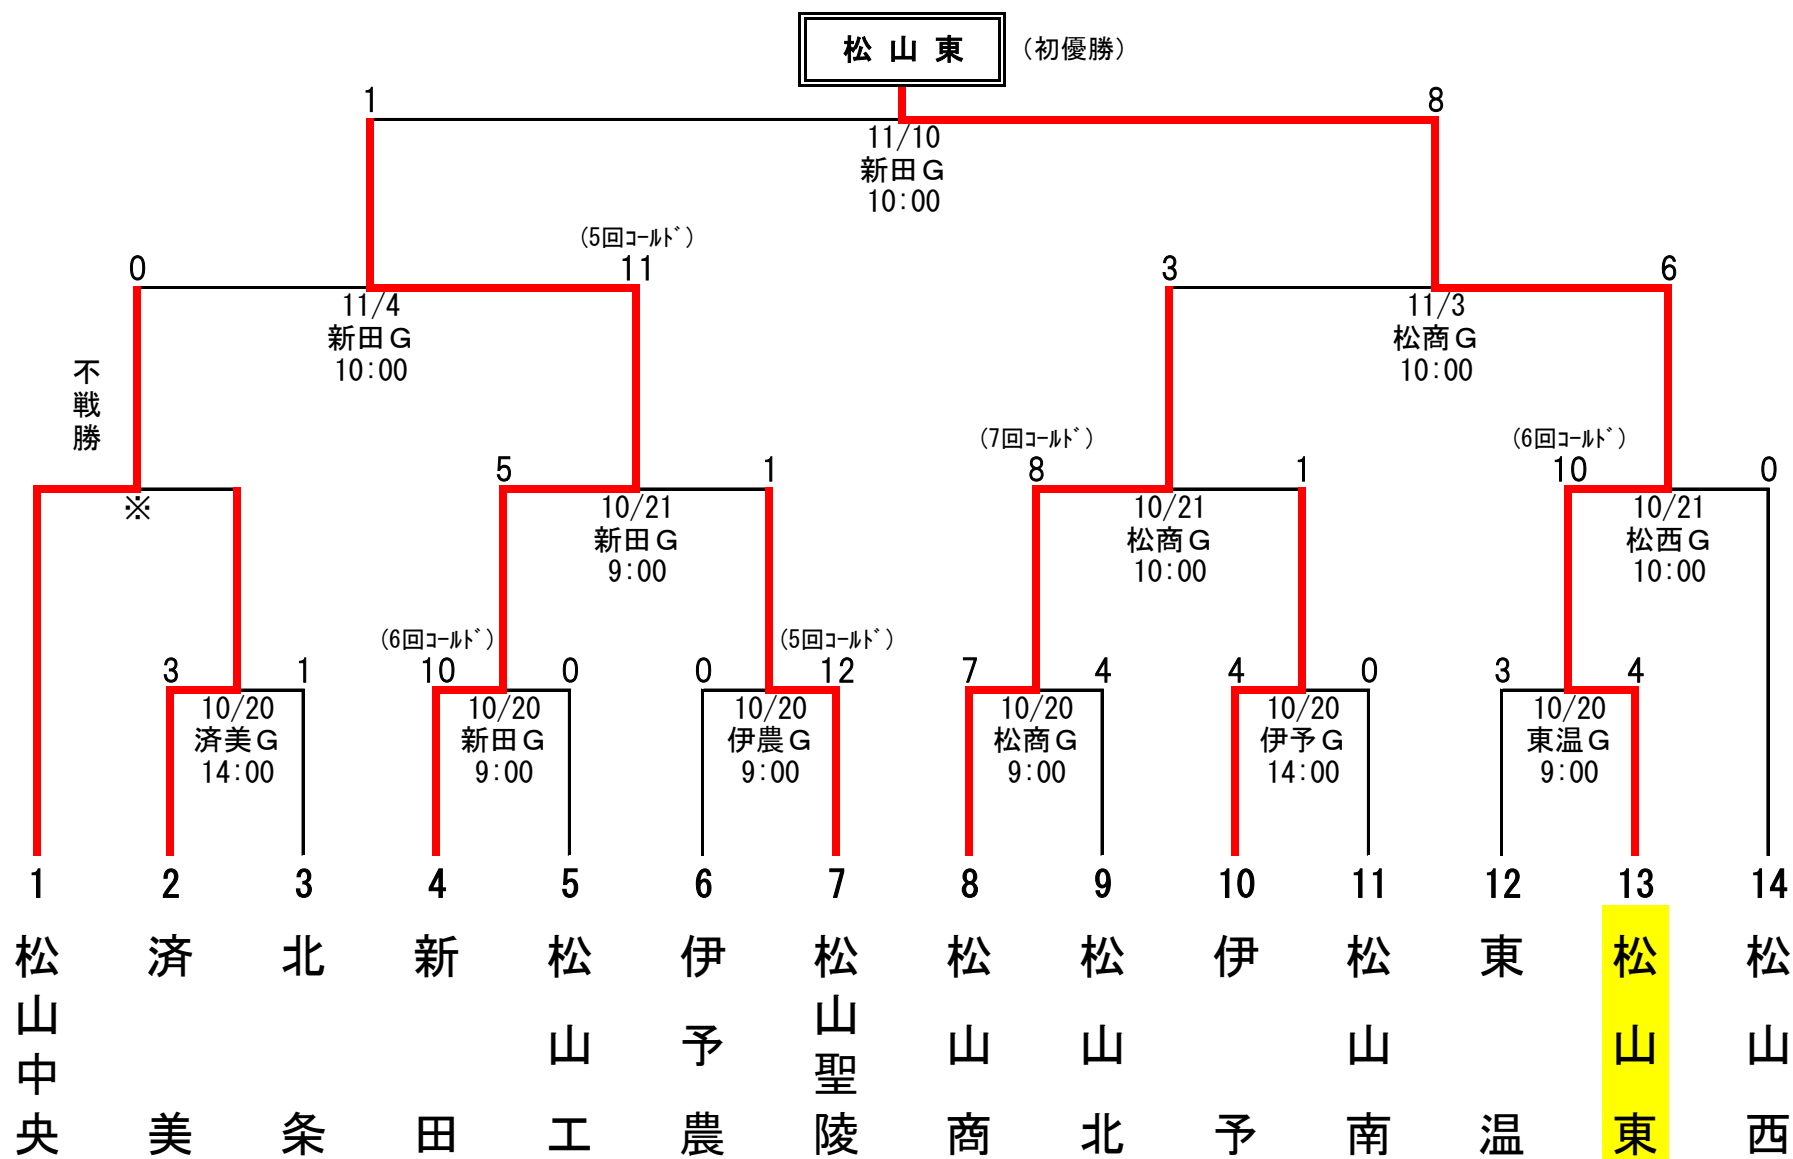 松山東
(初優勝)
1
8
11/10
新田G
10:00
(5回ｺｰﾙﾄﾞ)
0
11
3
6
11/4
新田G
10:00
11/3
松商G
10:00
不戦勝
(7回ｺｰﾙﾄﾞ)
(6回ｺｰﾙﾄﾞ)
5
1
8
1
10
0
※
10/21
新田G
9:00
10/21
松商G
10:00
10/21
松西G
10:00
(6回ｺｰﾙﾄﾞ)
(5回ｺｰﾙﾄﾞ)
3
1
10
0
0
12
7
4
4
0
3
4
10/20
済美G
14:00
10/20
新田G
9:00
10/20
伊農G
9:00
10/20
松商G
9:00
10/20
伊予G
14:00
10/20
東温G
9:00
1
2
3
4
5
6
7
8
9
10
11
12
13
14
松山中央
済美
北条
新田
松山工
伊予農
松山聖陵
松山商
松山北
伊予
松山南
東温
松山東
松山西